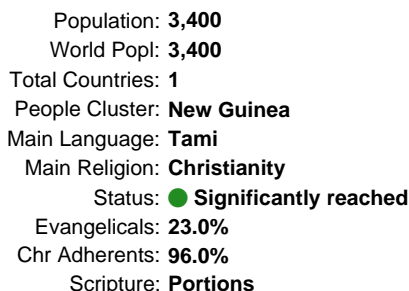 Population: 3,400
World Popl: 3,400
Total Countries: 1
People Cluster: New Guinea
Main Language: Tami
Main Religion: Christianity
Status: Significantly reached
Evangelicals: 23.0%
Chr Adherents: 96.0%
Scripture: Portions